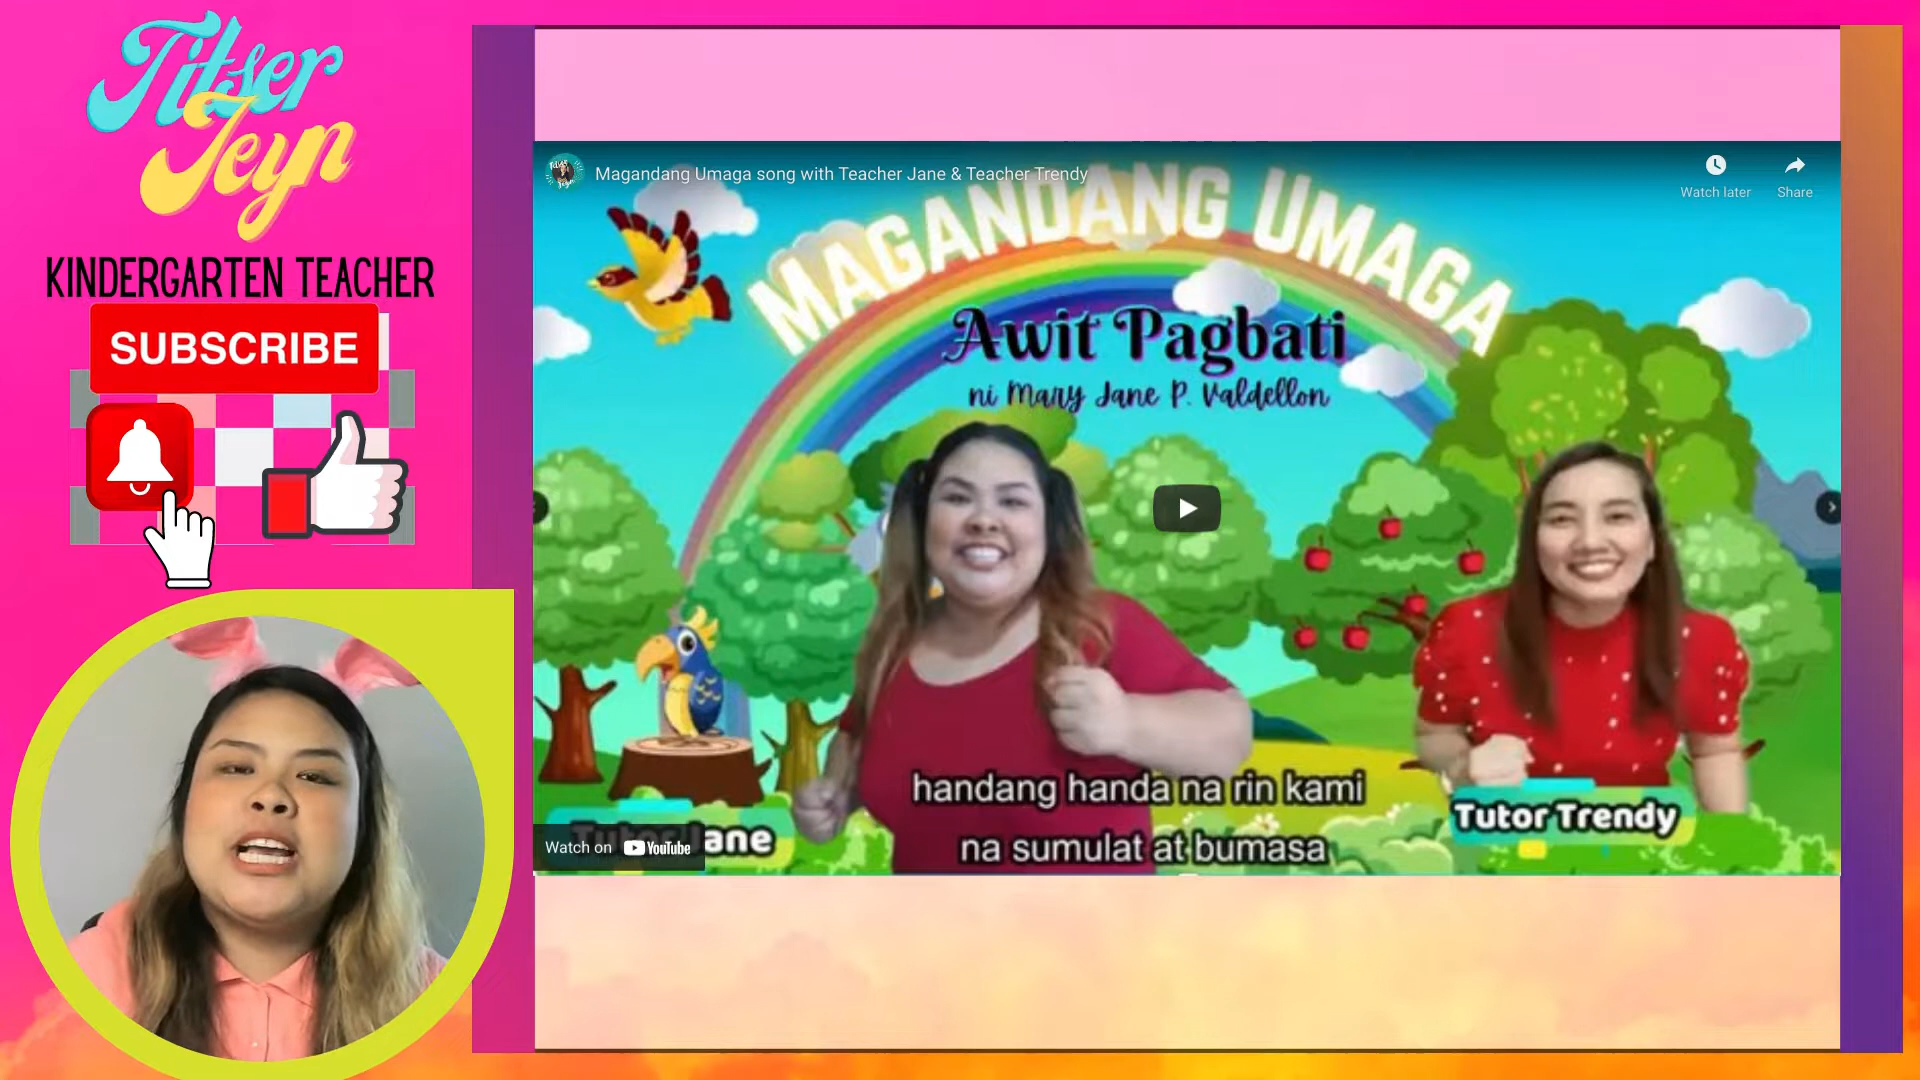 Titser
Jeyn
KINDERGARTEN TEACHER
SUBSCRIBE
Magandang Umaga song with Teacher Jane & Teacher Trendy
Watch later
Share
MAGANDANG UMAGA
Awit Pagbati
ni Mary Jane P. Valdellon
handang handa na rin kami
na sumulat at bumasa
Tutor Jane
Tutor Trendy
Watch on YouTube